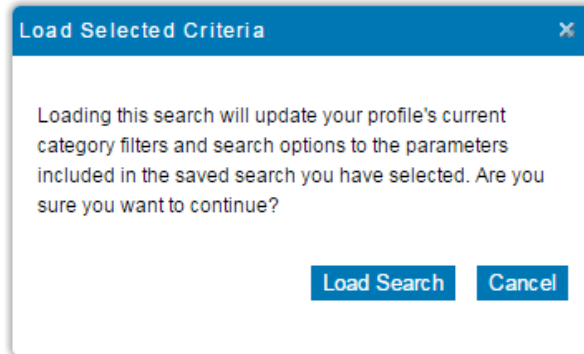 Load Selected Criteria
Loading this search will update your profile's current
category filters and search options to the parameters
included in the saved search you have selected. Are you
sure you want to continue?
Load Search Cancel